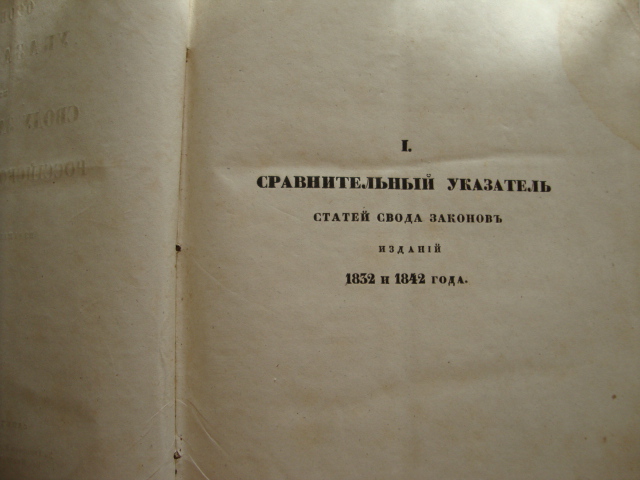 I.
СРАВНИТЕЛЬНЫЙ УКАЗАТЕЛЬ
СТАТЕЙ СВОДА ЗАКОНОВЪ
ИЗДАНІЙ
1832 и 1842 ГОДА.